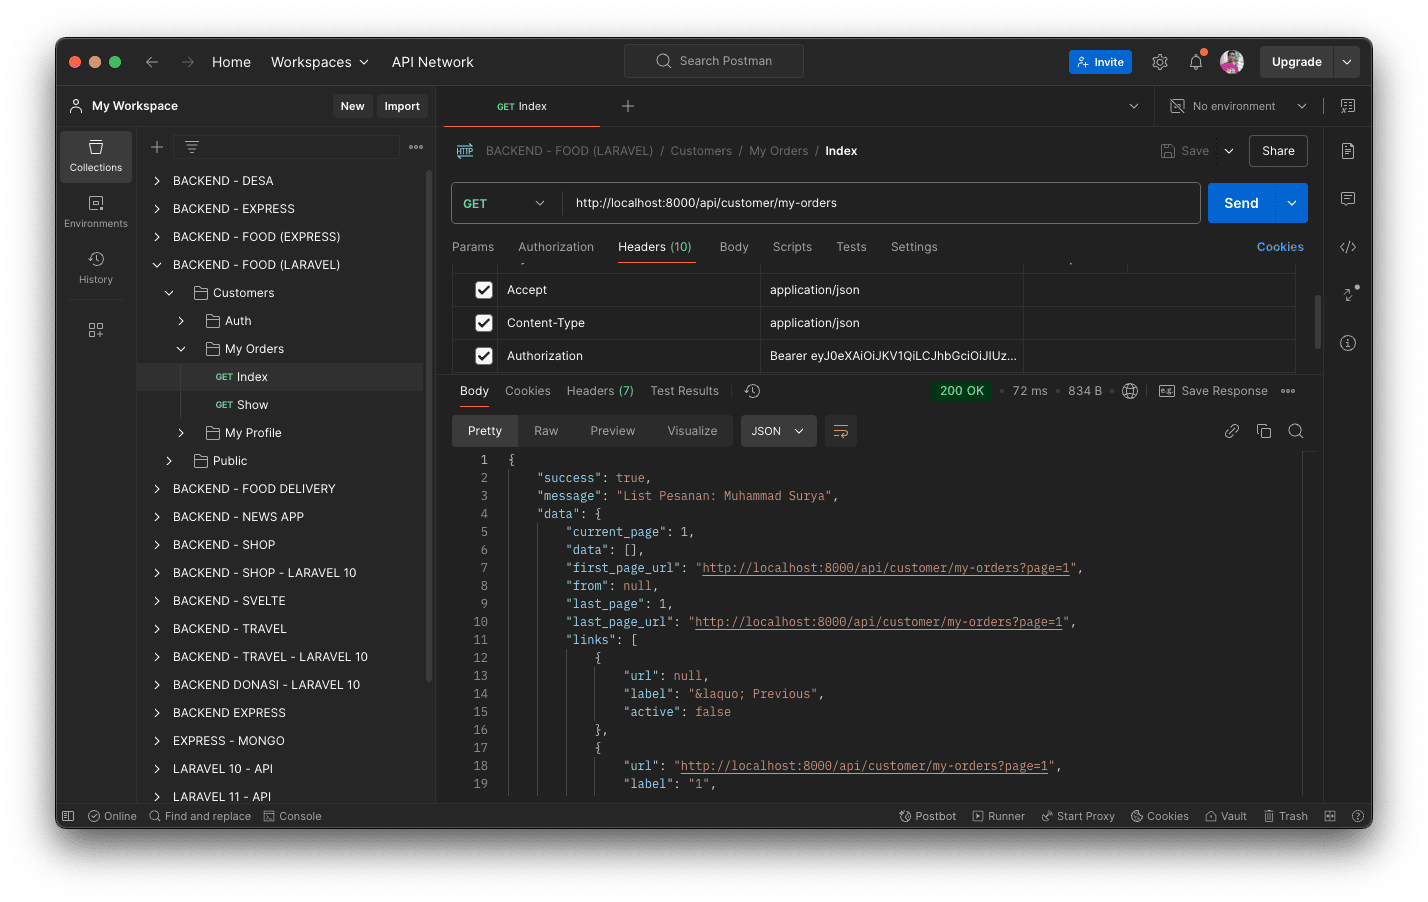 Home Workspaces API Network Search Postman Invite Upgrade
My Workspace New Import GET Index No environment
Collections
Environments
History
BACKEND - DESA
BACKEND - EXPRESS
BACKEND - FOOD (EXPRESS)
BACKEND - FOOD (LARAVEL)
Customers
Auth
My Orders
GET Index
GET Show
My Profile
Public
BACKEND - FOOD DELIVERY
BACKEND - NEWS APP
BACKEND - SHOP
BACKEND - SHOP - LARAVEL 10
BACKEND - SVELTE
BACKEND - TRAVEL
BACKEND - TRAVEL - LARAVEL 10
BACKEND DONASI - LARAVEL 10
BACKEND EXPRESS
EXPRESS - MONGO
LARAVEL 10 - API
LARAVEL 11 - API
HTTP BACKEND - FOOD (LARAVEL) / Customers / My Orders / Index Save Share
GET http://localhost:8000/api/customer/my-orders Send
Params Authorization Headers (10) Body Scripts Tests Settings Cookies
Accept application/json
Content-Type application/json
Authorization Bearer eyJ0eXAiOiJKV1QiLCJhbGciOiJIUz...
Body Cookies Headers (7) Test Results 200 OK • 72 ms • 834 B • e.g. Save Response
Pretty Raw Preview Visualize JSON
1 {
2 "success": true,
3 "message": "List Pesanan: Muhammad Surya",
4 "data": {
5 "current_page": 1,
6 "data": [],
7 "first_page_url": "http://localhost:8000/api/customer/my-orders?page=1",
8 "from": null,
9 "last_page": 1,
10 "last_page_url": "http://localhost:8000/api/customer/my-orders?page=1",
11 "links": [
12 {
13 "url": null,
14 "label": "&laquo; Previous",
15 "active": false
16 },
17 {
18 "url": "http://localhost:8000/api/customer/my-orders?page=1",
19 "label": "1",
Online Find and replace Console Postbot Runner Start Proxy Cookies Vault Trash